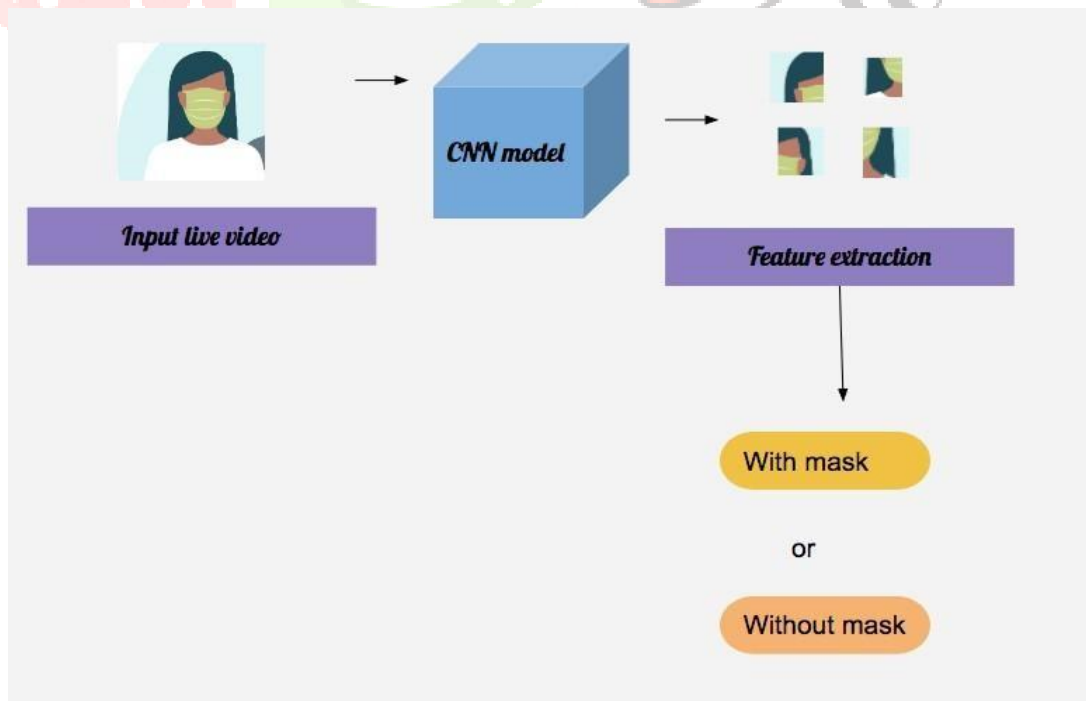 CNN model
Input live video
Feature extraction
With mask
or
Without mask